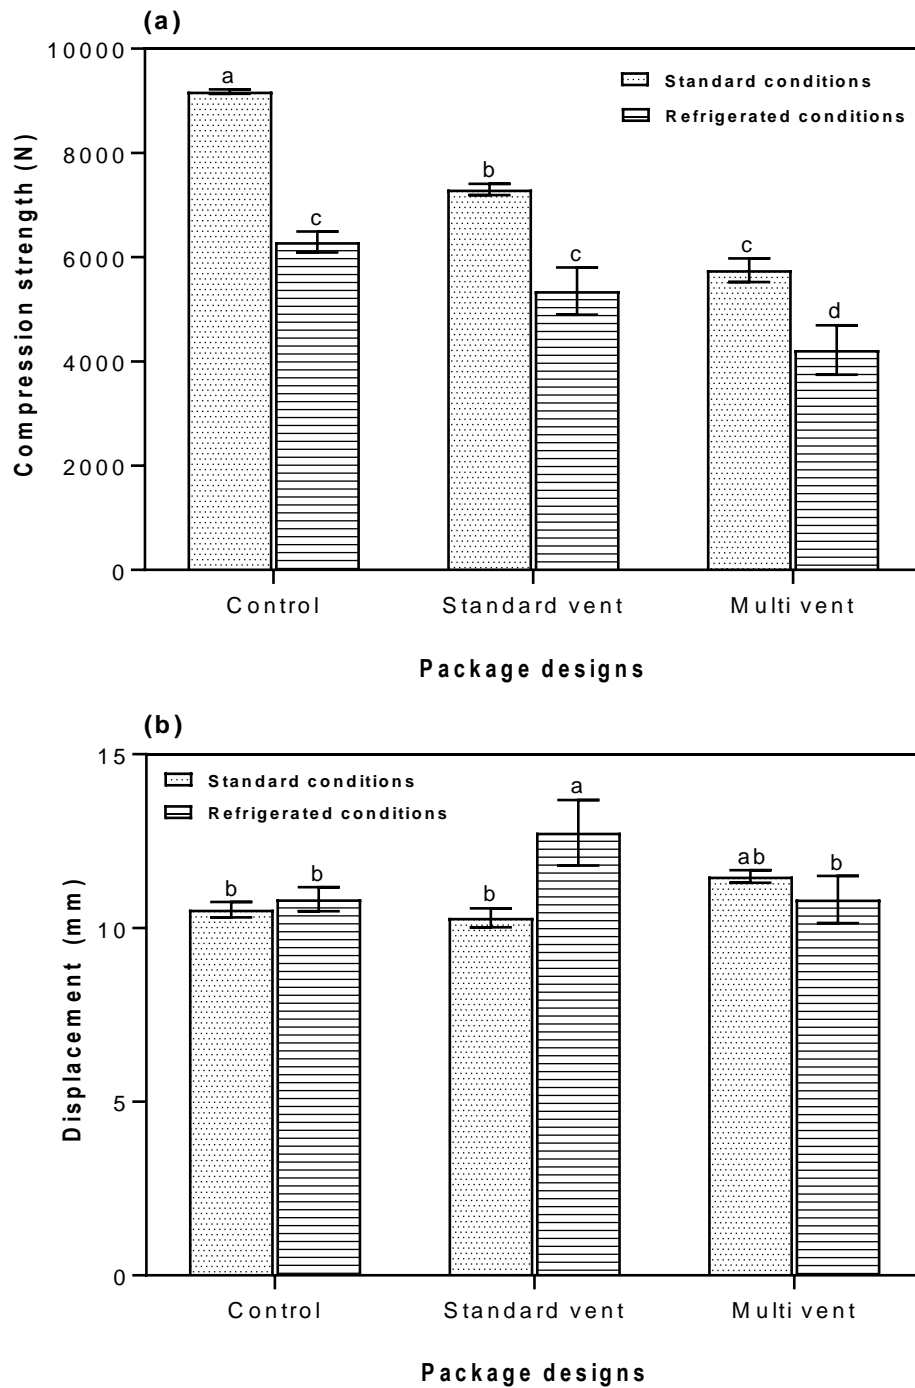 (a)
10000
8000
6000
4000
2000
0
Compression strength (N)
Standard conditions
Refrigerated conditions
a
c
b
c
c
d
Control
Standard vent
Multi vent
Package designs
(b)
15
10
5
0
Displacement (mm)
Standard conditions
Refrigerated conditions
b
b
b
a
ab
b
Control
Standard vent
Multi vent
Package designs